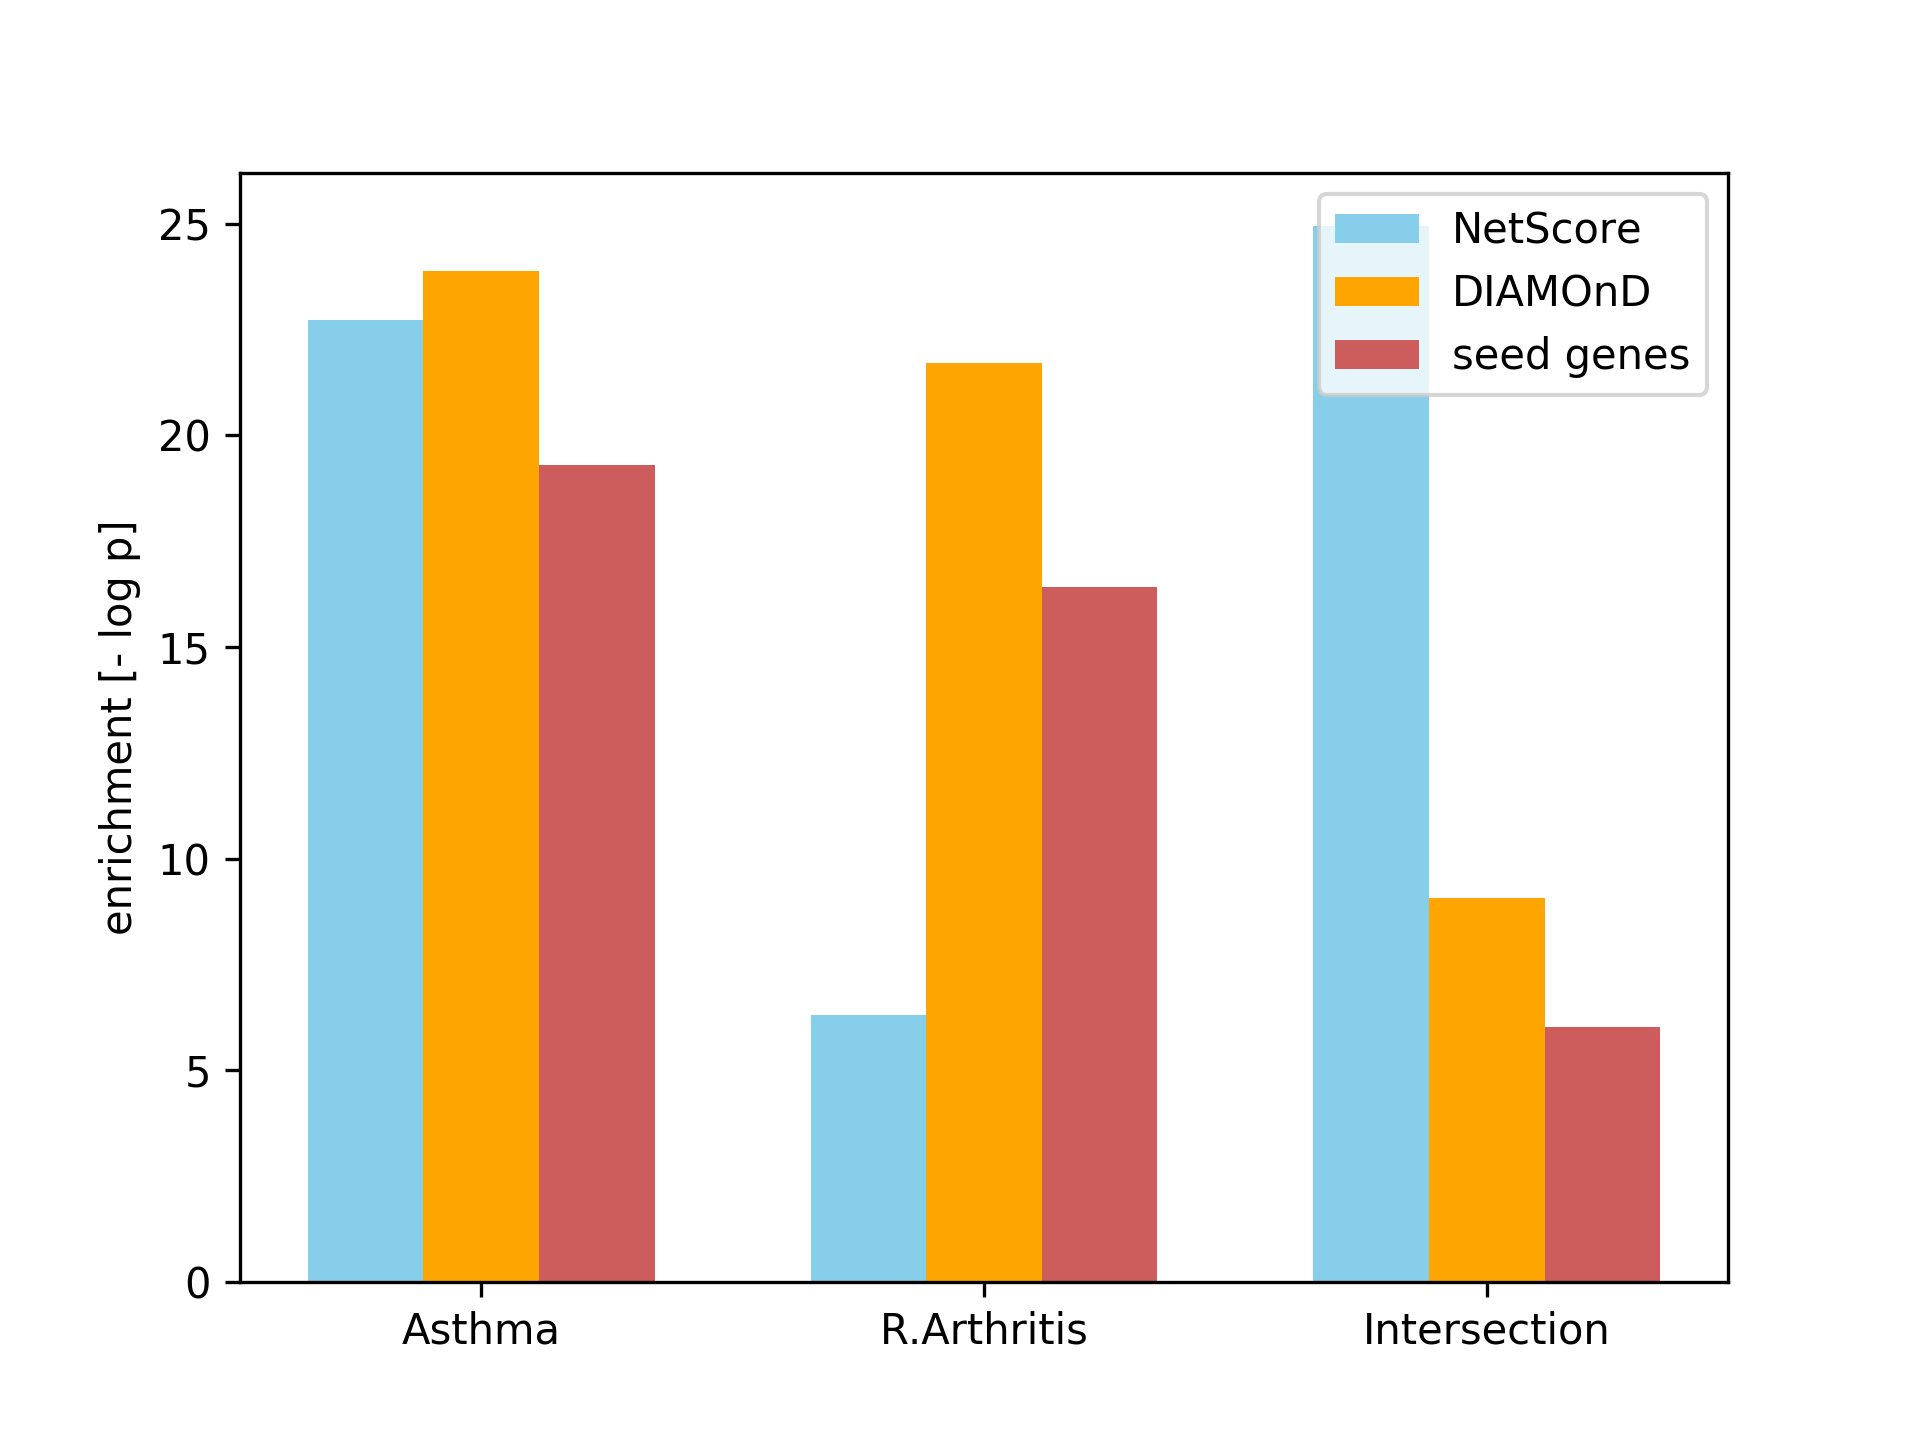 NetScore
DIAMOnD
seed genes
enrichment [- log p]
25
20
15
10
5
0
Asthma
R.Arthritis
Intersection